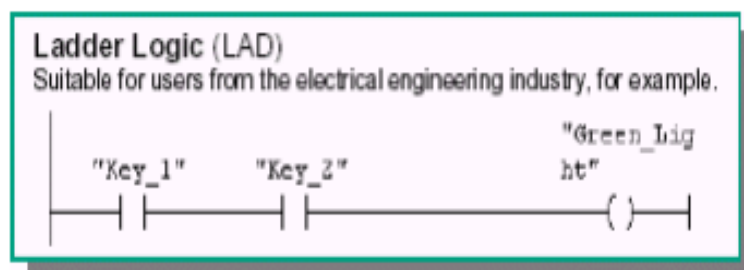 Ladder Logic (LAD)
Suitable for users from the electrical engineering industry, for example.
"Green_Lig
"Key_1" "Key_2" ht"